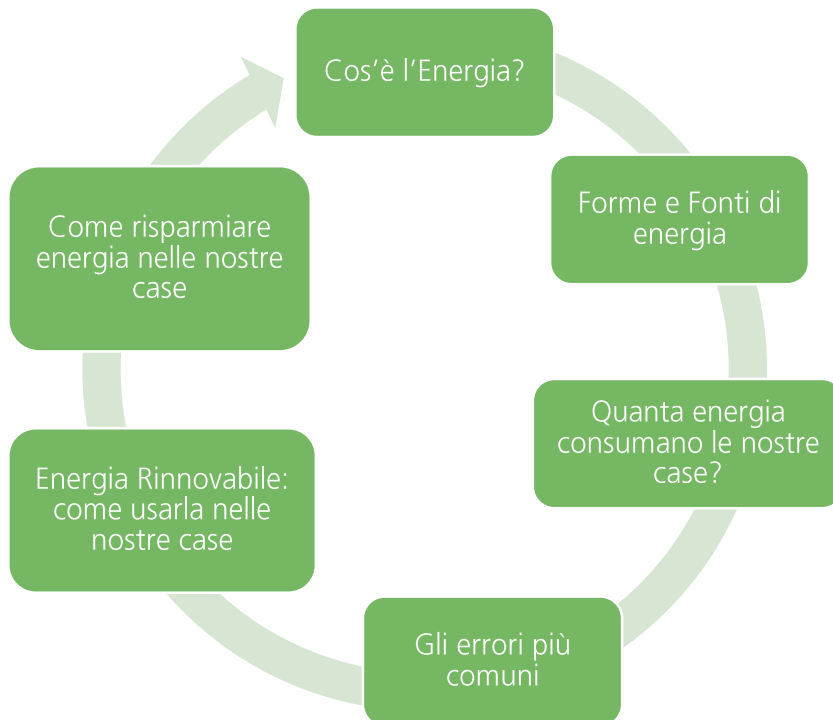 Cos’è l’Energia?
Forme e Fonti di
energia
Quanta energia
consumano le nostre
case?
Gli errori più
comuni
Energia Rinnovabile:
come usarla nelle
nostre case
Come risparmiare
energia nelle nostre
case